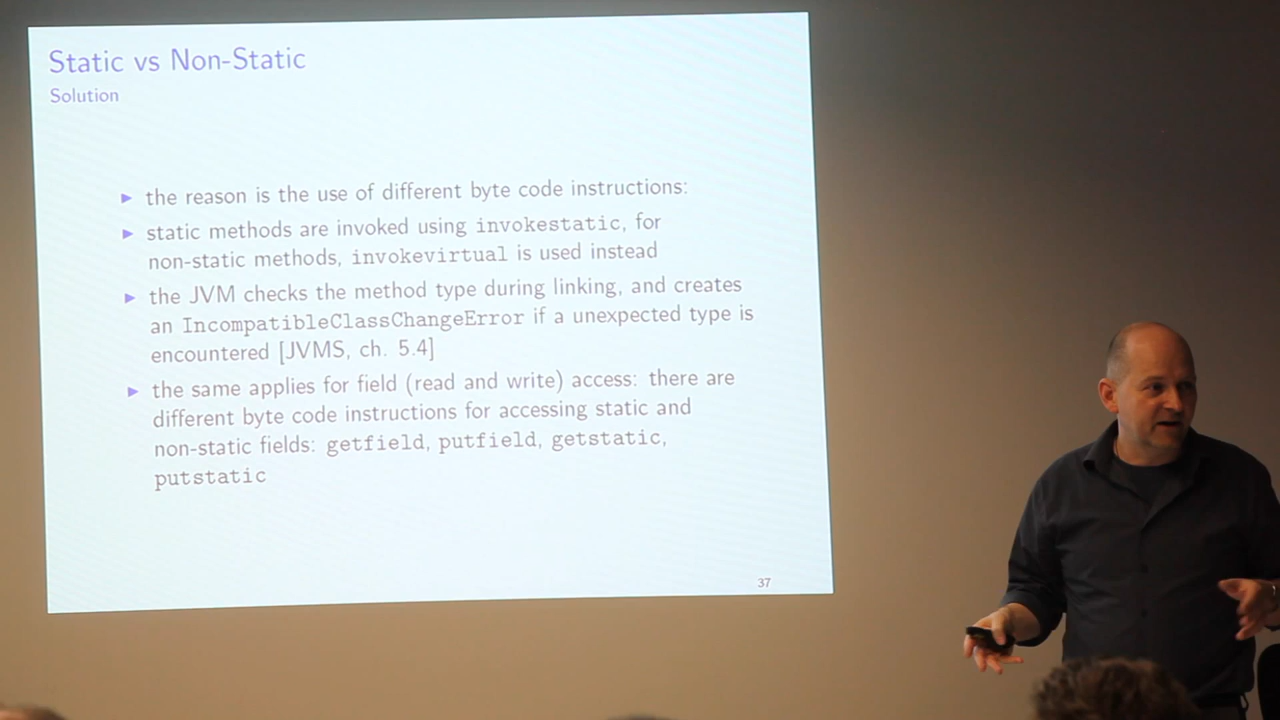 Static vs Non-Static
Solution
▶ the reason is the use of different byte code instructions:
▶ static methods are invoked using invokestatic, for
non-static methods, invokevirtual is used instead
▶ the JVM checks the method type during linking, and creates
an IncompatibleClassChangeError if a unexpected type is
encountered [JVMS, ch. 5.4]
▶ the same applies for field (read and write) access: there are
different byte code instructions for accessing static and
non-static fields: getfield, putfield, getstatic,
putstatic
37